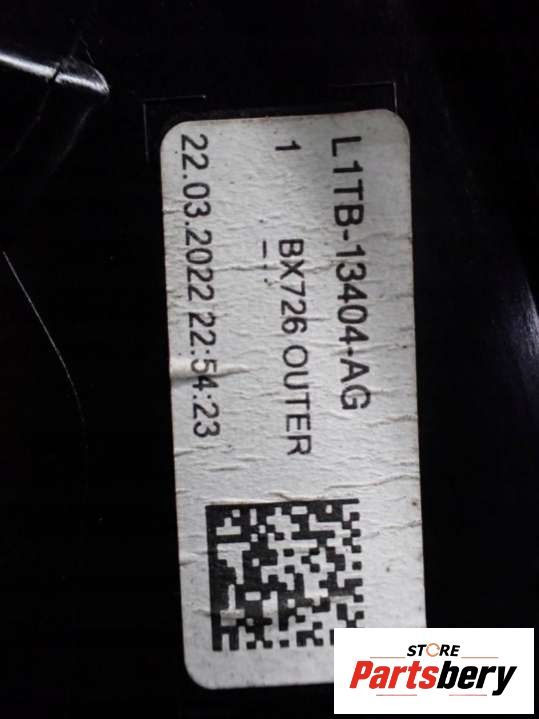 L1TB-13404-AG
1
BX726 OUTER
22.03.2022 22:54:23
STORE
Partsbery